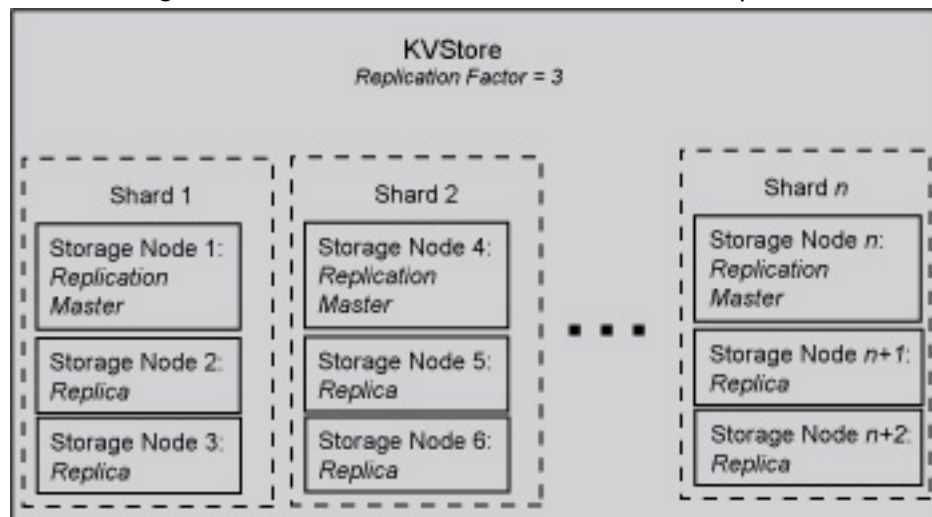 KVStore
Replication Factor = 3
Shard 1
Storage Node 1:
Replication
Master
Storage Node 2:
Replica
Storage Node 3:
Replica
Shard 2
Storage Node 4:
Replication
Master
Storage Node 5:
Replica
Storage Node 6:
Replica
Shard n
Storage Node n:
Replication
Master
Storage Node n+1:
Replica
Storage Node n+2:
Replica